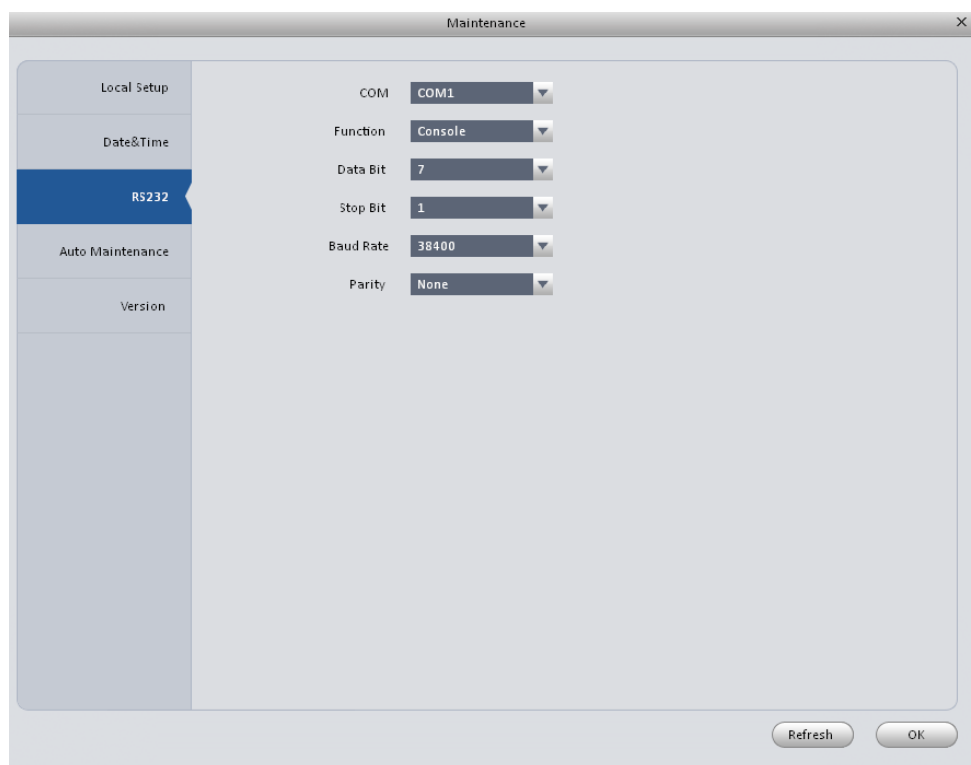 Maintenance
Local Setup
Date&Time
RS232
Auto Maintenance
Version
COM COM1
Function Console
Data Bit 7
Stop Bit 1
Baud Rate 38400
Parity None
Refresh OK